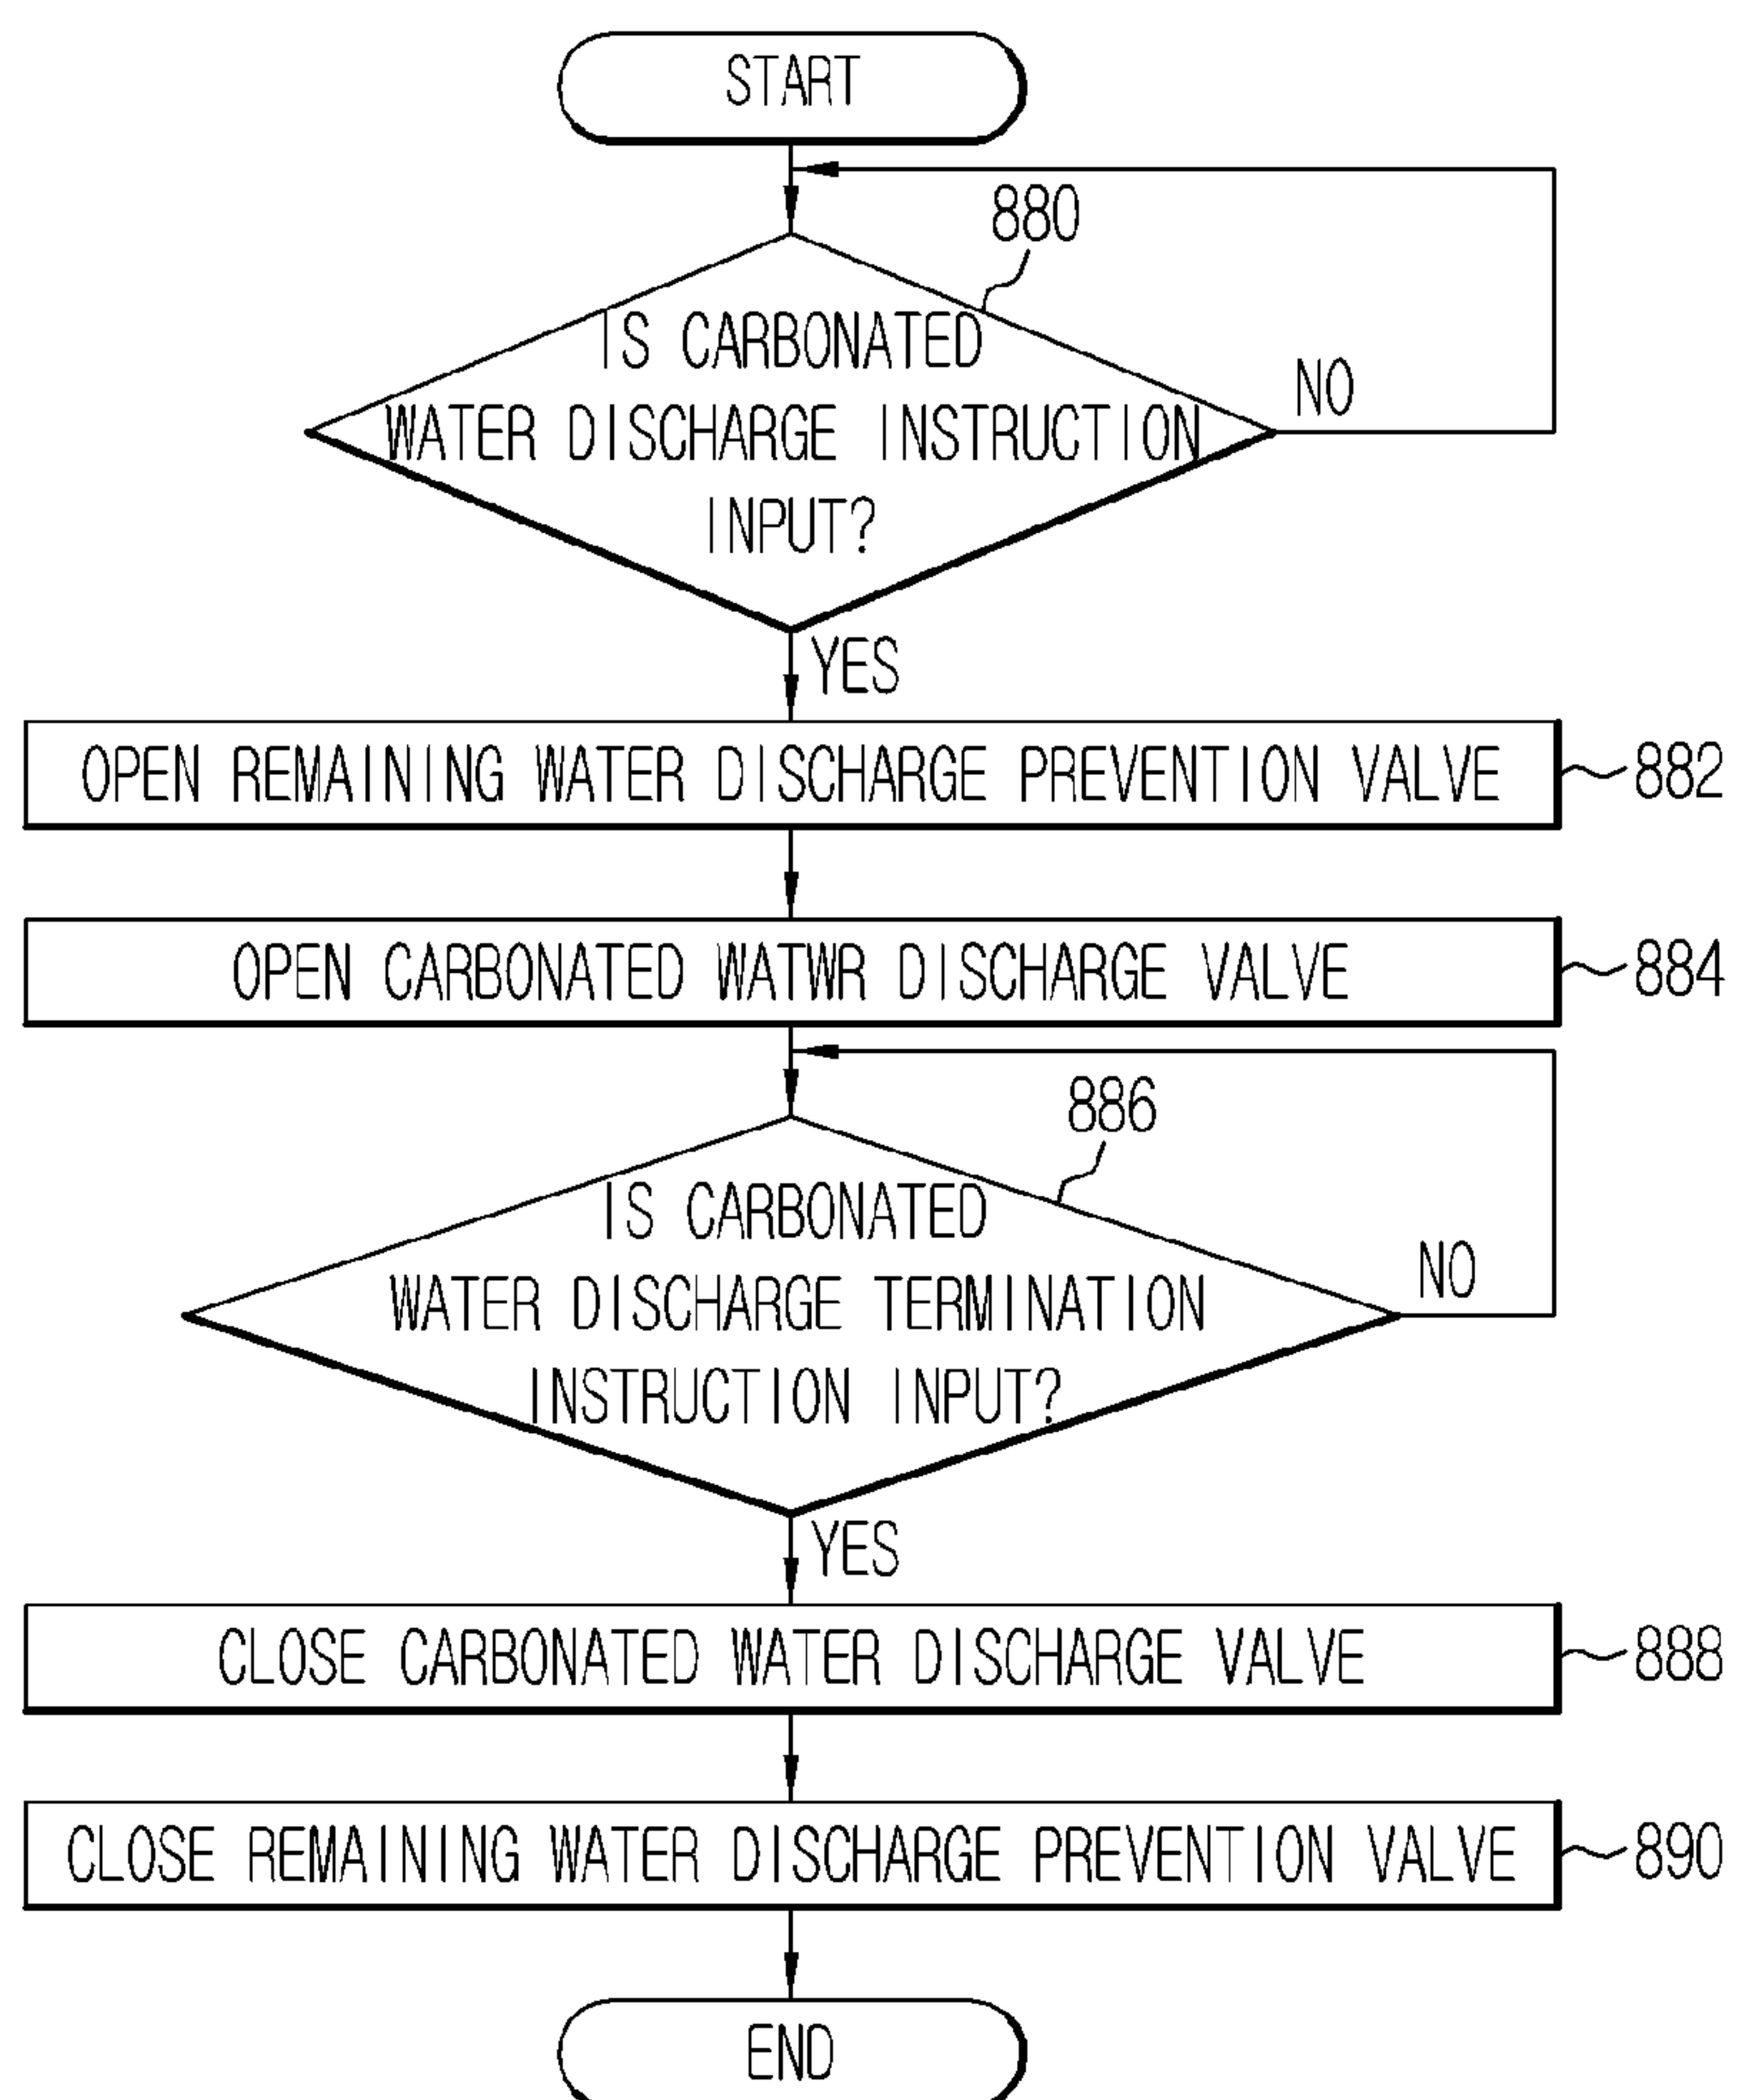 START
880
IS CARBONATED
WATER DISCHARGE INSTRUCTION
INPUT?
NO
YES
OPEN REMAINING WATER DISCHARGE PREVENTION VALVE
882
OPEN CARBONATED WATWR DISCHARGE VALVE
884
886
IS CARBONATED
WATER DISCHARGE TERMINATION
INSTRUCTION INPUT?
NO
YES
CLOSE CARBONATED WATER DISCHARGE VALVE
888
CLOSE REMAINING WATER DISCHARGE PREVENTION VALVE
890
END